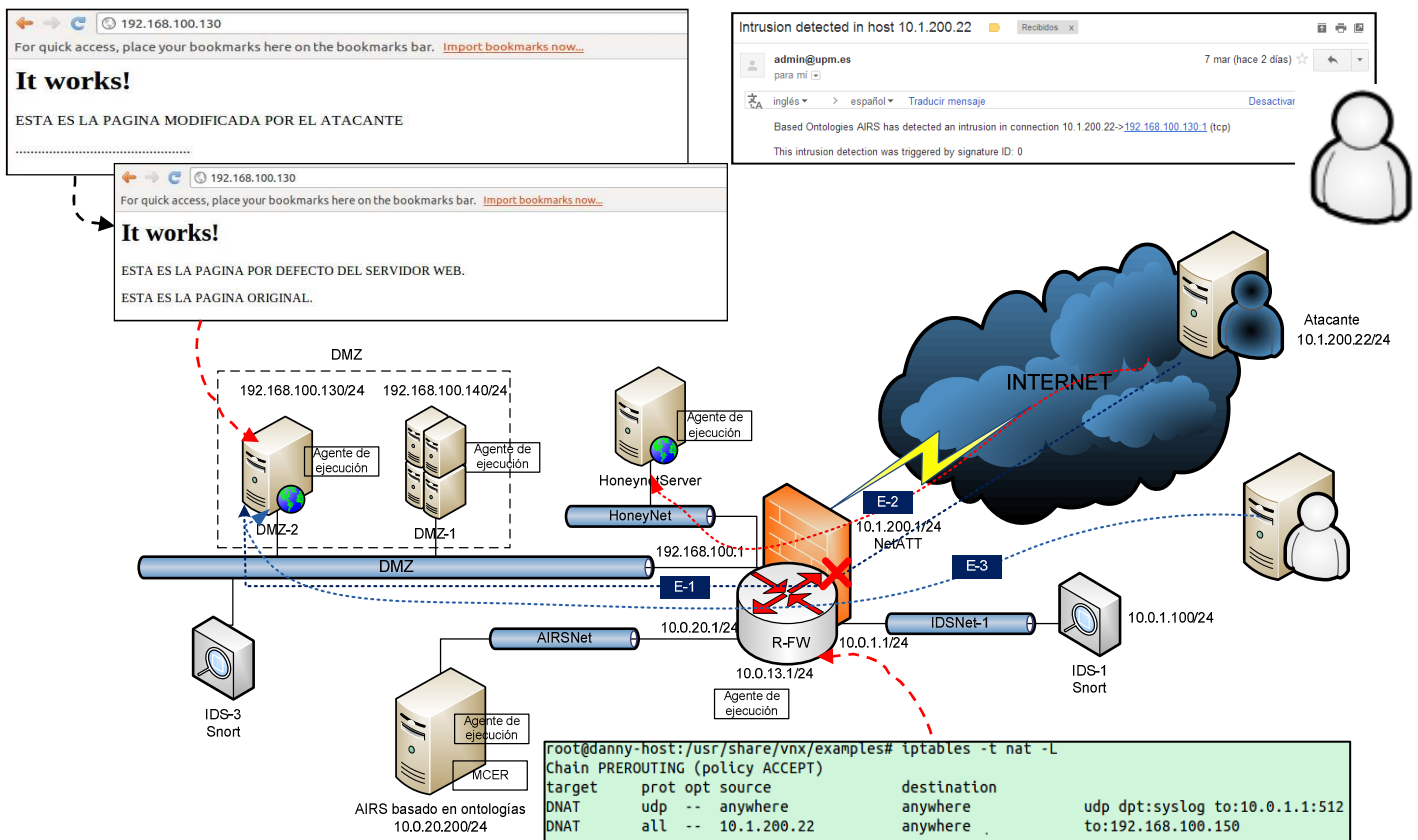 192.168.100.130
For quick access, place your bookmarks here on the bookmarks bar. Import bookmarks now...
It works!
ESTA ES LA PAGINA MODIFICADA POR EL ATACANTE
192.168.100.130
For quick access, place your bookmarks here on the bookmarks bar. Import bookmarks now...
It works!
ESTA ES LA PAGINA POR DEFECTO DEL SERVIDOR WEB.
ESTA ES LA PAGINA ORIGINAL.
Intrusion detected in host 10.1.200.22 Recibidos x
admin@upm.es 7 mar (hace 2 días)
para mí
inglés > español Traducir mensaje Desactivar
Based Ontologies AIRS has detected an intrusion in connection 10.1.200.22->192.168.100.130:1 (tcp)
This intrusion detection was triggered by signature ID: 0
Atacante
10.1.200.22/24
INTERNET
DMZ
192.168.100.130/24
192.168.100.140/24
Agente de
ejecución
Agente de
ejecución
DMZ-2
DMZ-1
Agente de
ejecución
HoneynetServer
HoneyNet
E-2
10.1.200.1/24
NetATT
192.168.100.1
DMZ
E-1
E-3
10.0.20.1/24
AIRSNet
R-FW
10.0.1.1/24
IDSNet-1
10.0.1.100/24
IDS-1
Snort
10.0.13.1/24
Agente de
ejecución
IDS-3
Snort
Agente de
ejecución
MCER
AIRS basado en ontologías
10.0.20.200/24
root@danny-host:/usr/share/vnx/examples# iptables -t nat -L
Chain PREROUTING (policy ACCEPT)
target prot opt source destination
DNAT udp -- anywhere anywhere udp dpt:syslog to:10.0.1.1:512
DNAT all -- 10.1.200.22 anywhere to:192.168.100.150